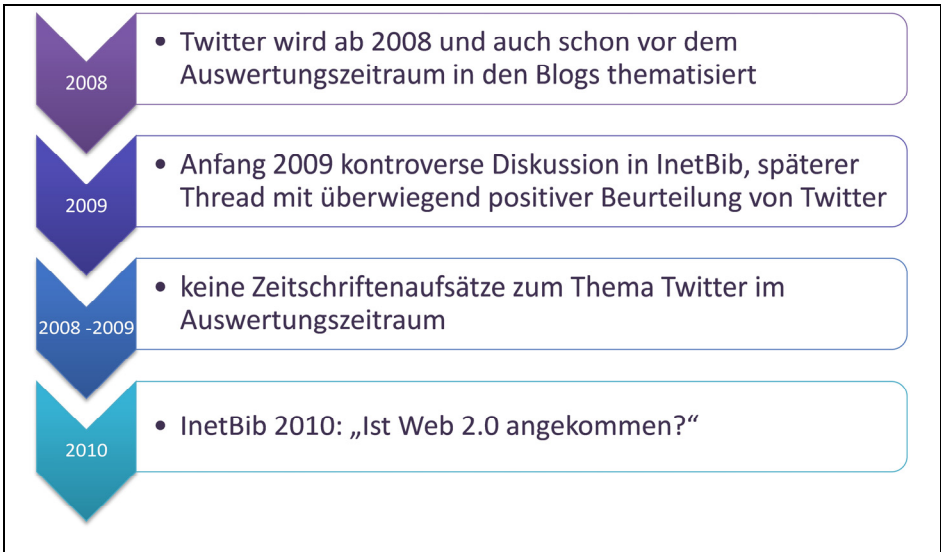 2008
• Twitter wird ab 2008 und auch schon vor dem
Auswertungszeitraum in den Blogs thematisiert
2009
• Anfang 2009 kontroverse Diskussion in InetBib, späterer
Thread mit überwiegend positiver Beurteilung von Twitter
2008 -2009
• keine Zeitschriftenaufsätze zum Thema Twitter im
Auswertungszeitraum
2010
• InetBib 2010: „Ist Web 2.0 angekommen?“